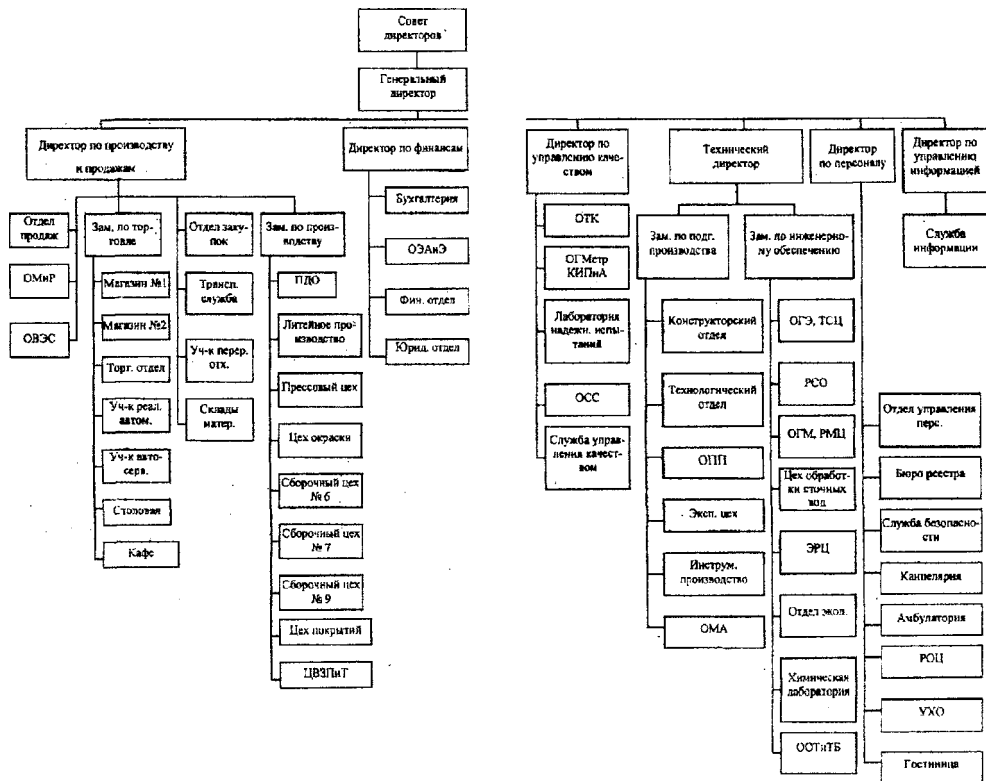 Совет
директоров
Генеральный
директор
Директор по производству
и продажам
Директор по финансам
Директор по
управлению качe-
ством
Технический
директор
Директор
по персоналу
Директор по
управлению
информацией
Отдел
продаж
ОМиР
ОВЭС
Зам. по тор-
говле
Магазин №1
Магазин №2
Торг. отдел
Уч-к реал.
автом.
Уч-к авто-
серв.
Столовая
Кафе
Отдел заку-
пок
Трансп.
служба
Уч-к перер.
отх.
Склады
матер.
Зам. по произ-
водству
ПДО
Литейное про-
изводство
Прессовый цех
Цех окраски
Сборочный цех
№ 6
Сборочный цех
№ 7
Сборочный цех
№ 9
Цех покрытий
ЦВЗПиТ
Бухгалтерия
ОЭАиЭ
Фин. отдел
Юрид. отдел
ОТК
ОГМетр
КИПиА
Лаборатория
надежн. испы-
таний
ОСС
Служба управ-
ления качест-
вом
Зам. по подг.
производства
Конструкторский
отдел
Технологический
отдел
ОПП
Эксп. цех
Инструм.
производство
ОМА
Зам. по инженерно-
му обеспечению
ОГЭ, ТСЦ
РСО
ОГМ, РМЦ
Цех обработ-
ки сточных
вод
ЭРЦ
Отдел экол.
Химическая
лаборатория
ООТиТБ
Отдел управления
перс.
Бюро реестра
Служба безопасно-
сти
Канцелярия
Амбулатория
РОЦ
УХО
Гостиница
Служба
информации